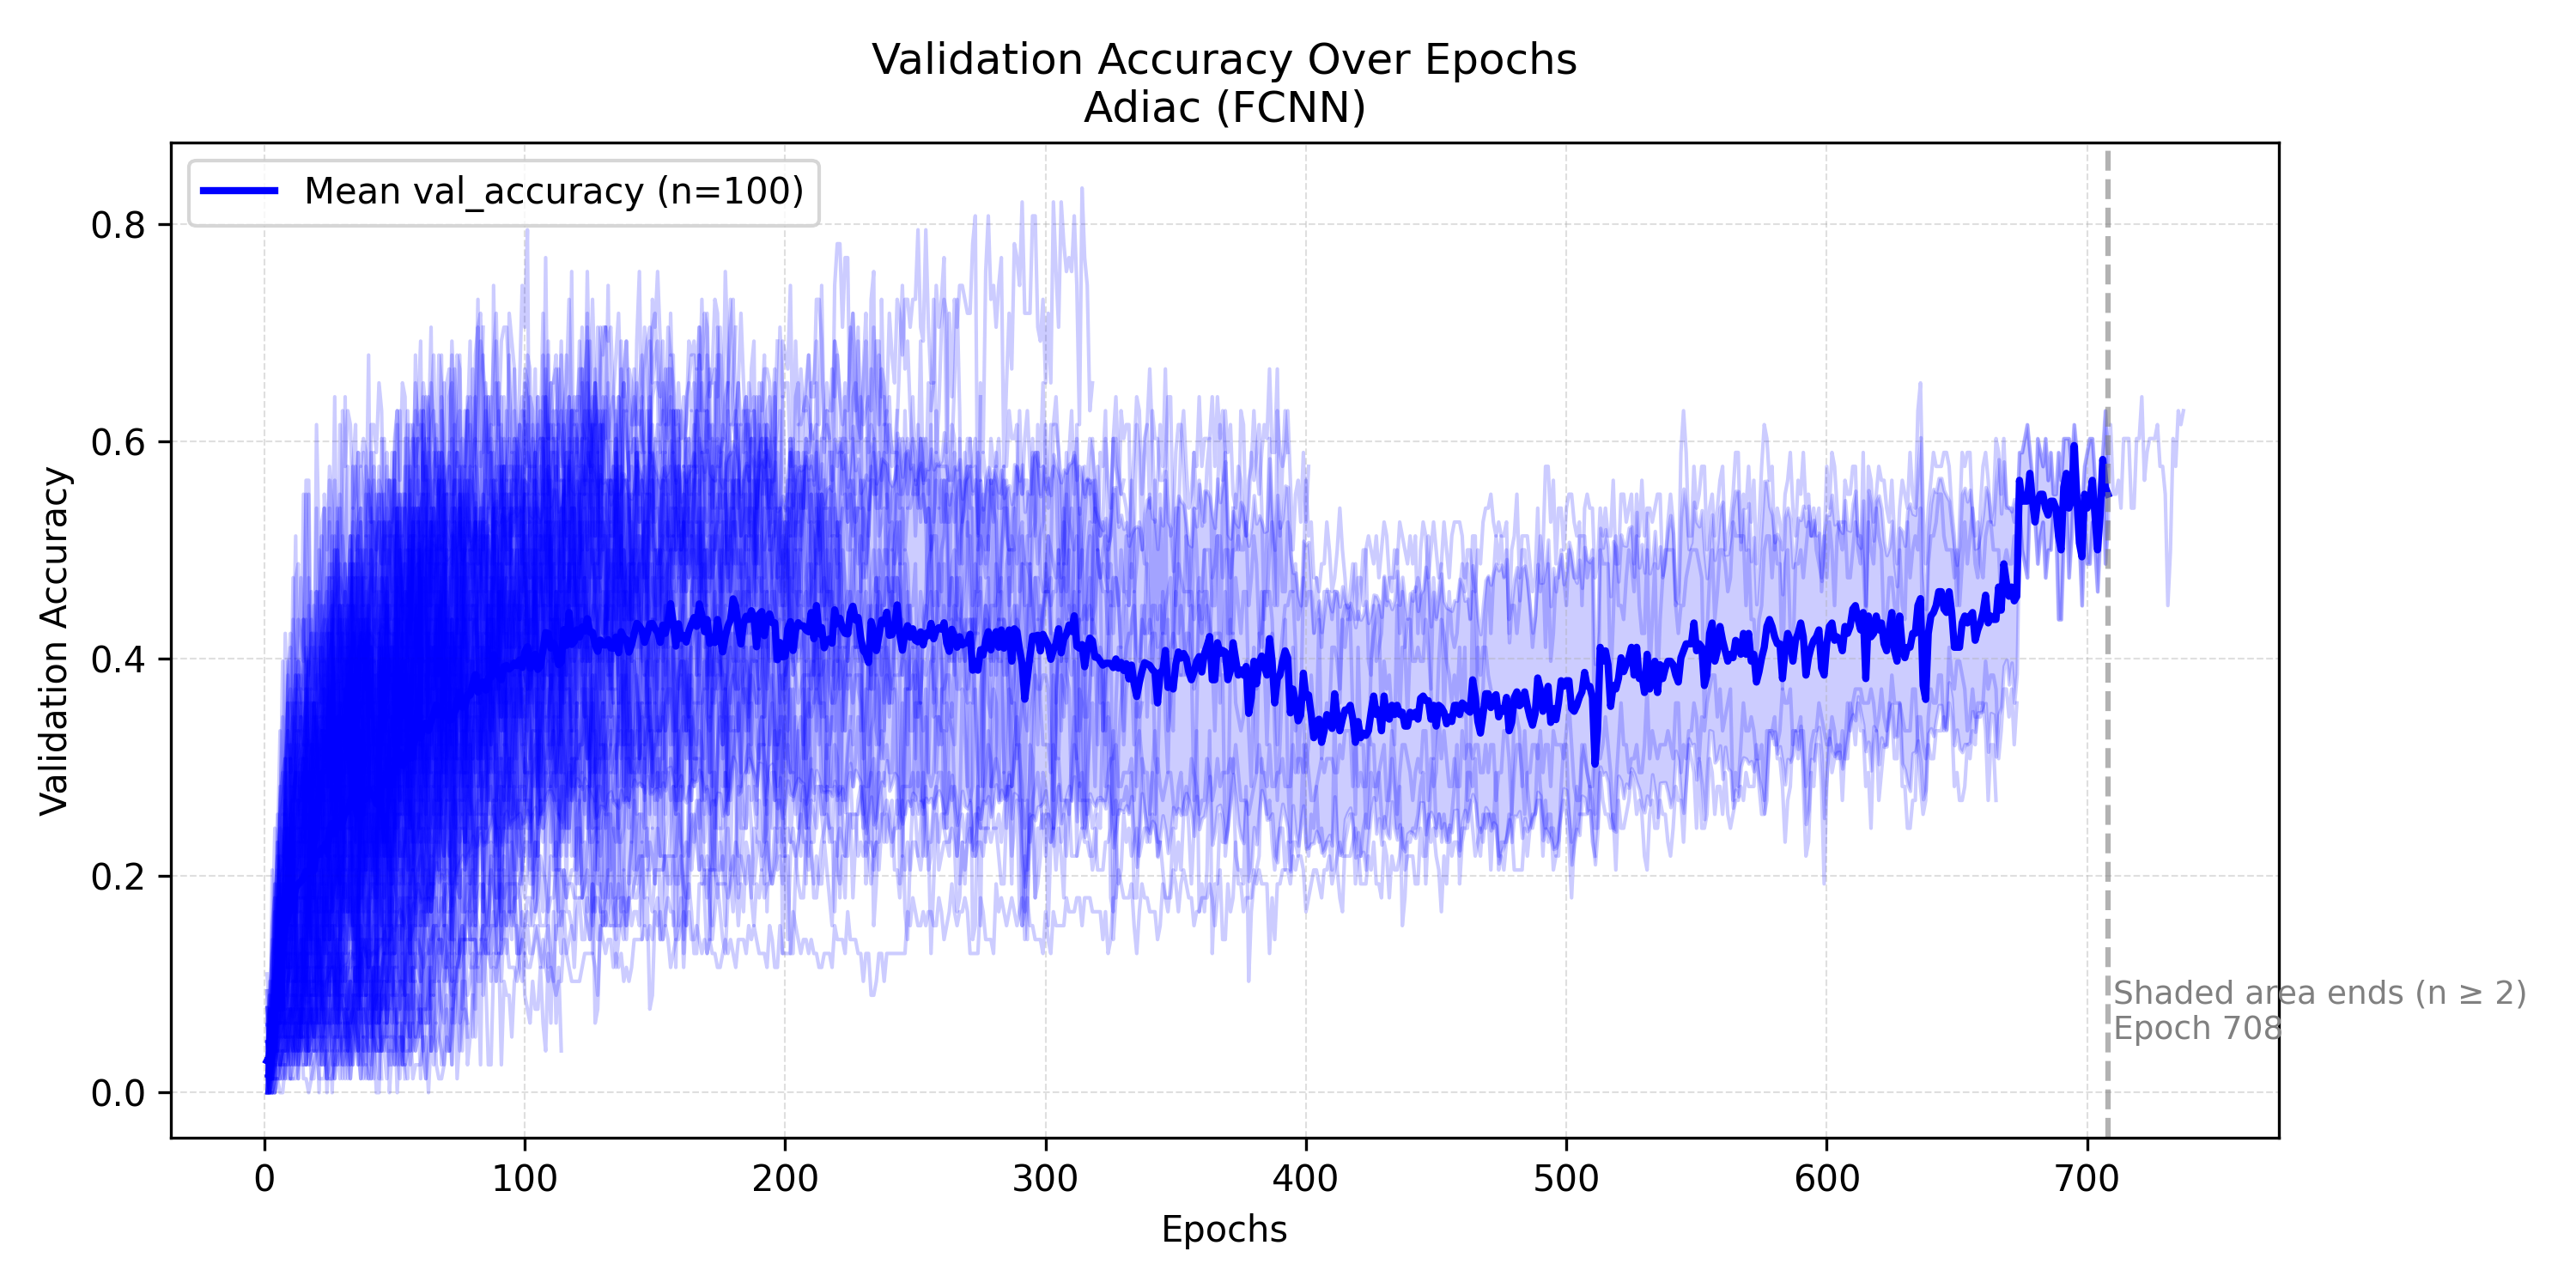 Validation Accuracy Over Epochs
Adiac (FCNN)
Mean val_accuracy (n=100)
Validation Accuracy
0.8
0.6
0.4
0.2
0.0
Shaded area ends (n ≥ 2)
Epoch 708
0 100 200 300 400 500 600 700
Epochs